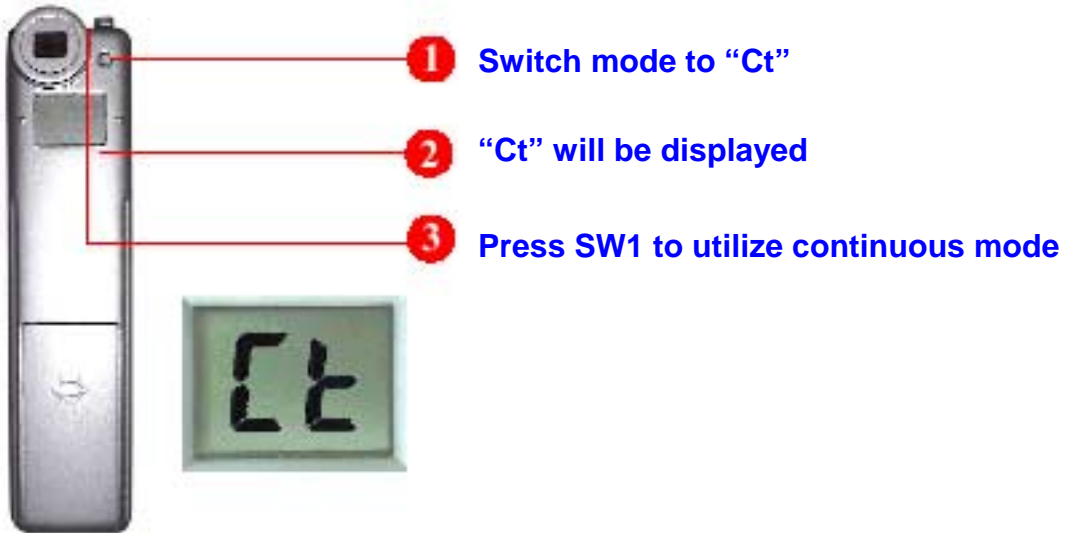 1 Switch mode to “Ct”
2 “Ct” will be displayed
3 Press SW1 to utilize continuous mode
Ct